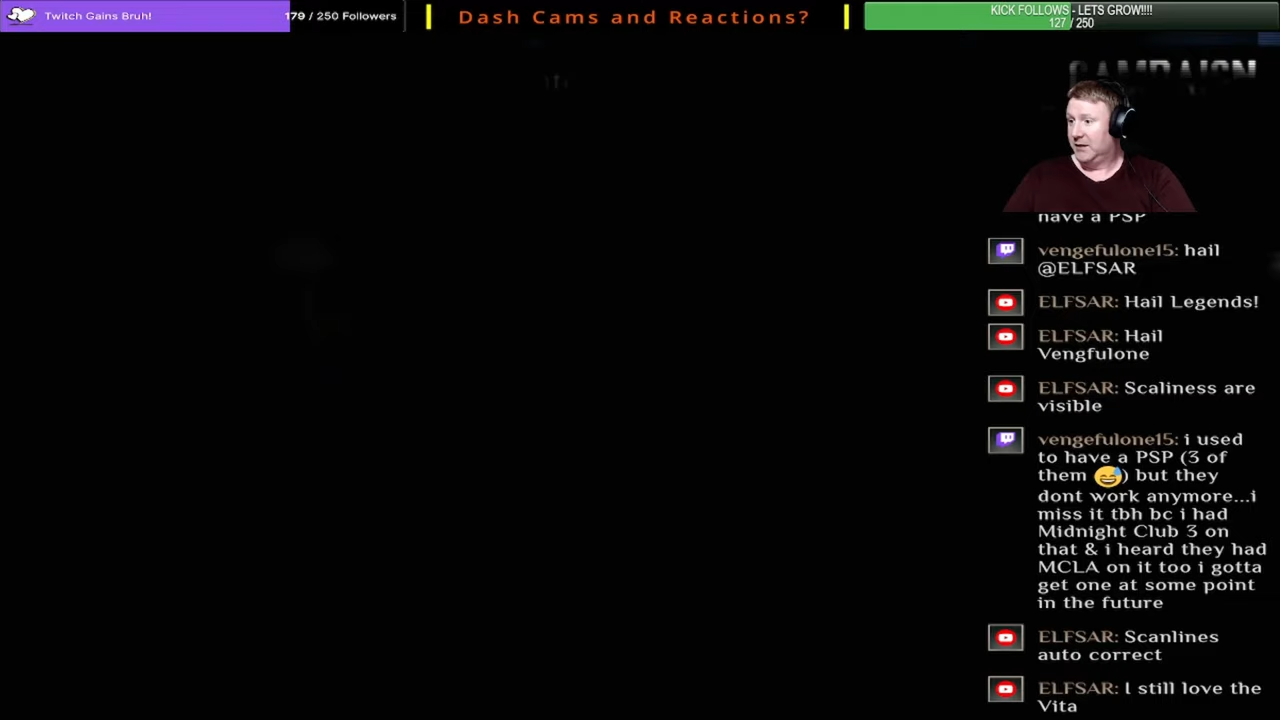 Twitch Gains Bruh!
179 / 250 Followers
Dash Cams and Reactions?
KICK FOLLOWS - LETS GROW!!!!
127 / 250
CAMPAIGN
have a PSP
vengefulone15: hail
@ELFSAR
ELFSAR: Hail Legends!
ELFSAR: Hail
Vengfulone
ELFSAR: Scaliness are
visible
vengefulone15: i used
to have a PSP (3 of
them 😅) but they
dont work anymore...i
miss it tbh bc i had
Midnight Club 3 on
that & i heard they had
MCLA on it too i gotta
get one at some point
in the future
ELFSAR: Scanlines
auto correct
ELFSAR: I still love the
Vita